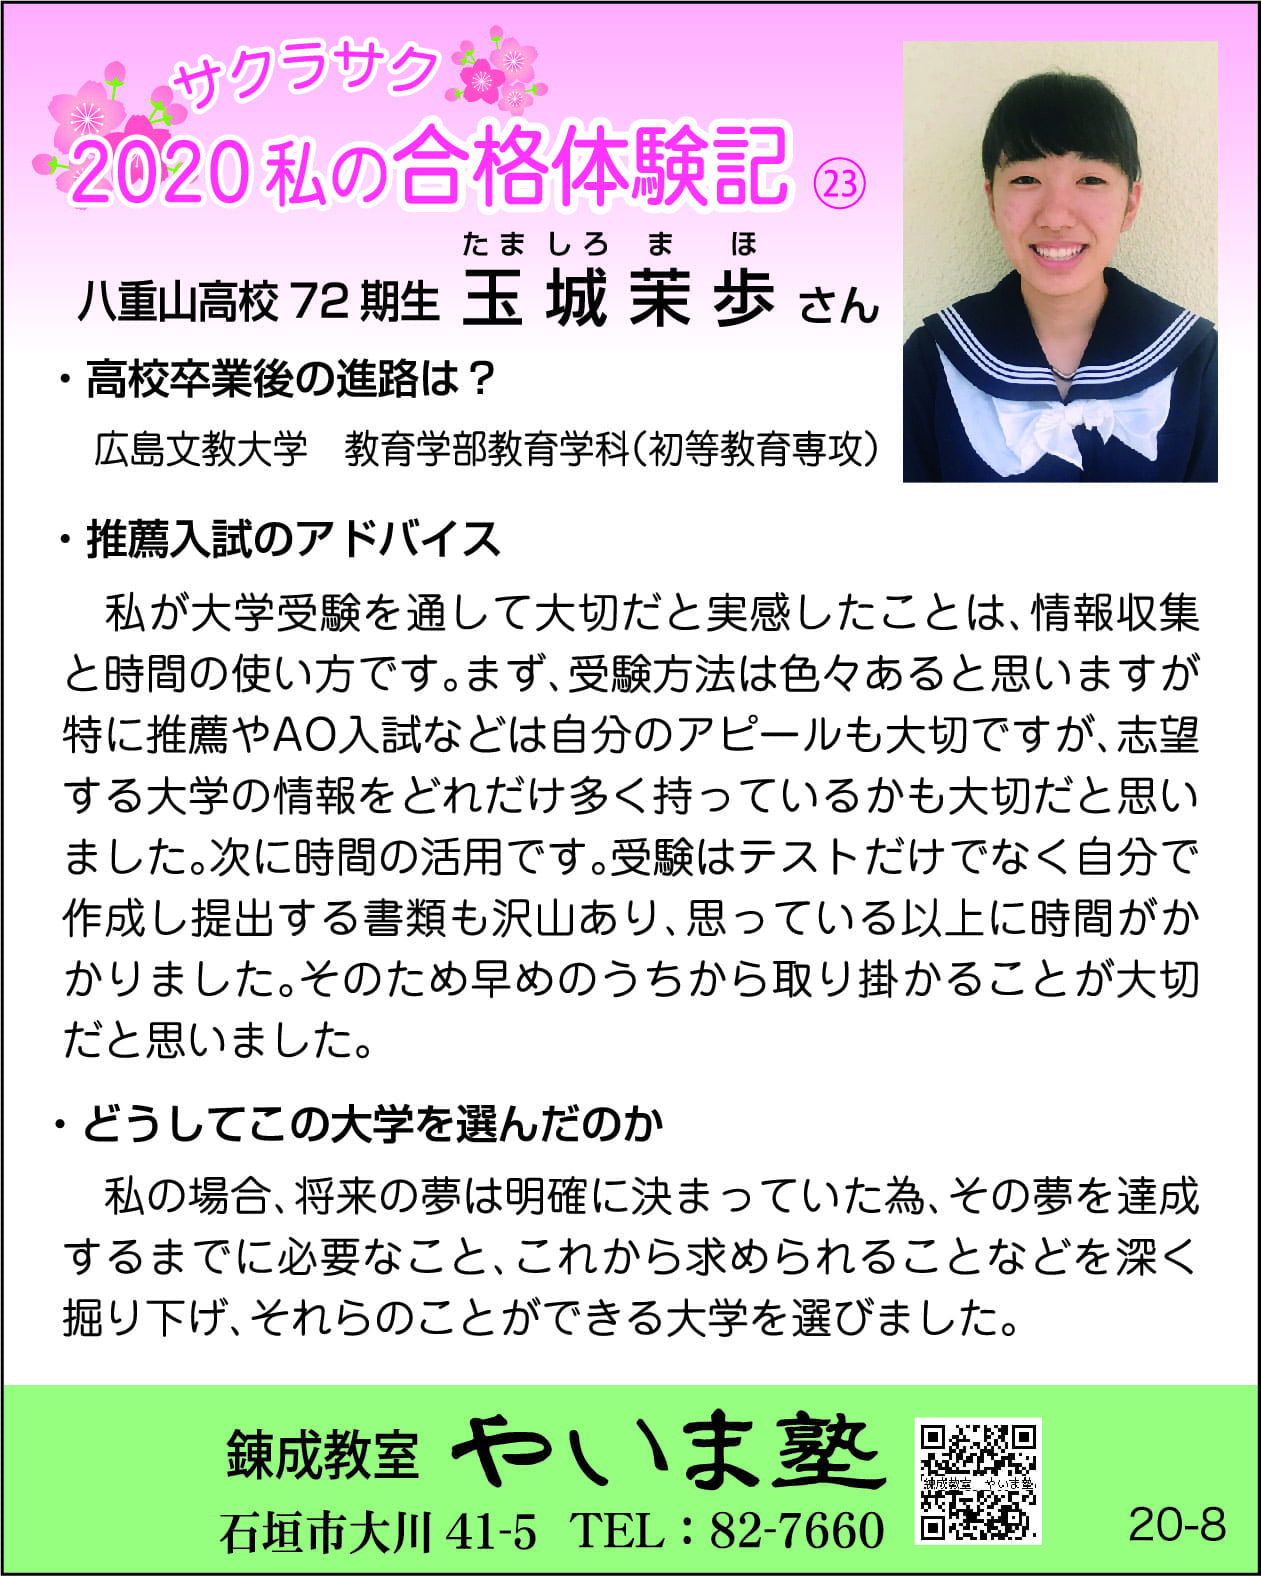 サクラサク
2020 私の合格体験記 ㉓
たま しろ ま ほ
八重山高校 72 期生 玉城茉歩 さん
・高校卒業後の進路は？
広島文教大学　教育学部教育学科（初等教育専攻）
・推薦入試のアドバイス
　私が大学受験を通して大切だと実感したことは、情報収集
と時間の使い方です。まず、受験方法は色々あると思いますが
特に推薦やAO入試などは自分のアピールも大切ですが、志望
する大学の情報をどれだけ多く持っているかも大切だと思い
ました。次に時間の活用です。受験はテストだけでなく自分で
作成し提出する書類も沢山あり、思っている以上に時間がか
かりました。そのため早めのうちから取り掛かることが大切
だと思いました。
・どうしてこの大学を選んだのか
　私の場合、将来の夢は明確に決まっていた為、その夢を達成
するまでに必要なこと、これから求められることなどを深く
掘り下げ、それらのことができる大学を選びました。
錬成教室 やいま塾
錬成教室　やいま塾
石垣市大川 41-5 TEL：82-7660
20-8